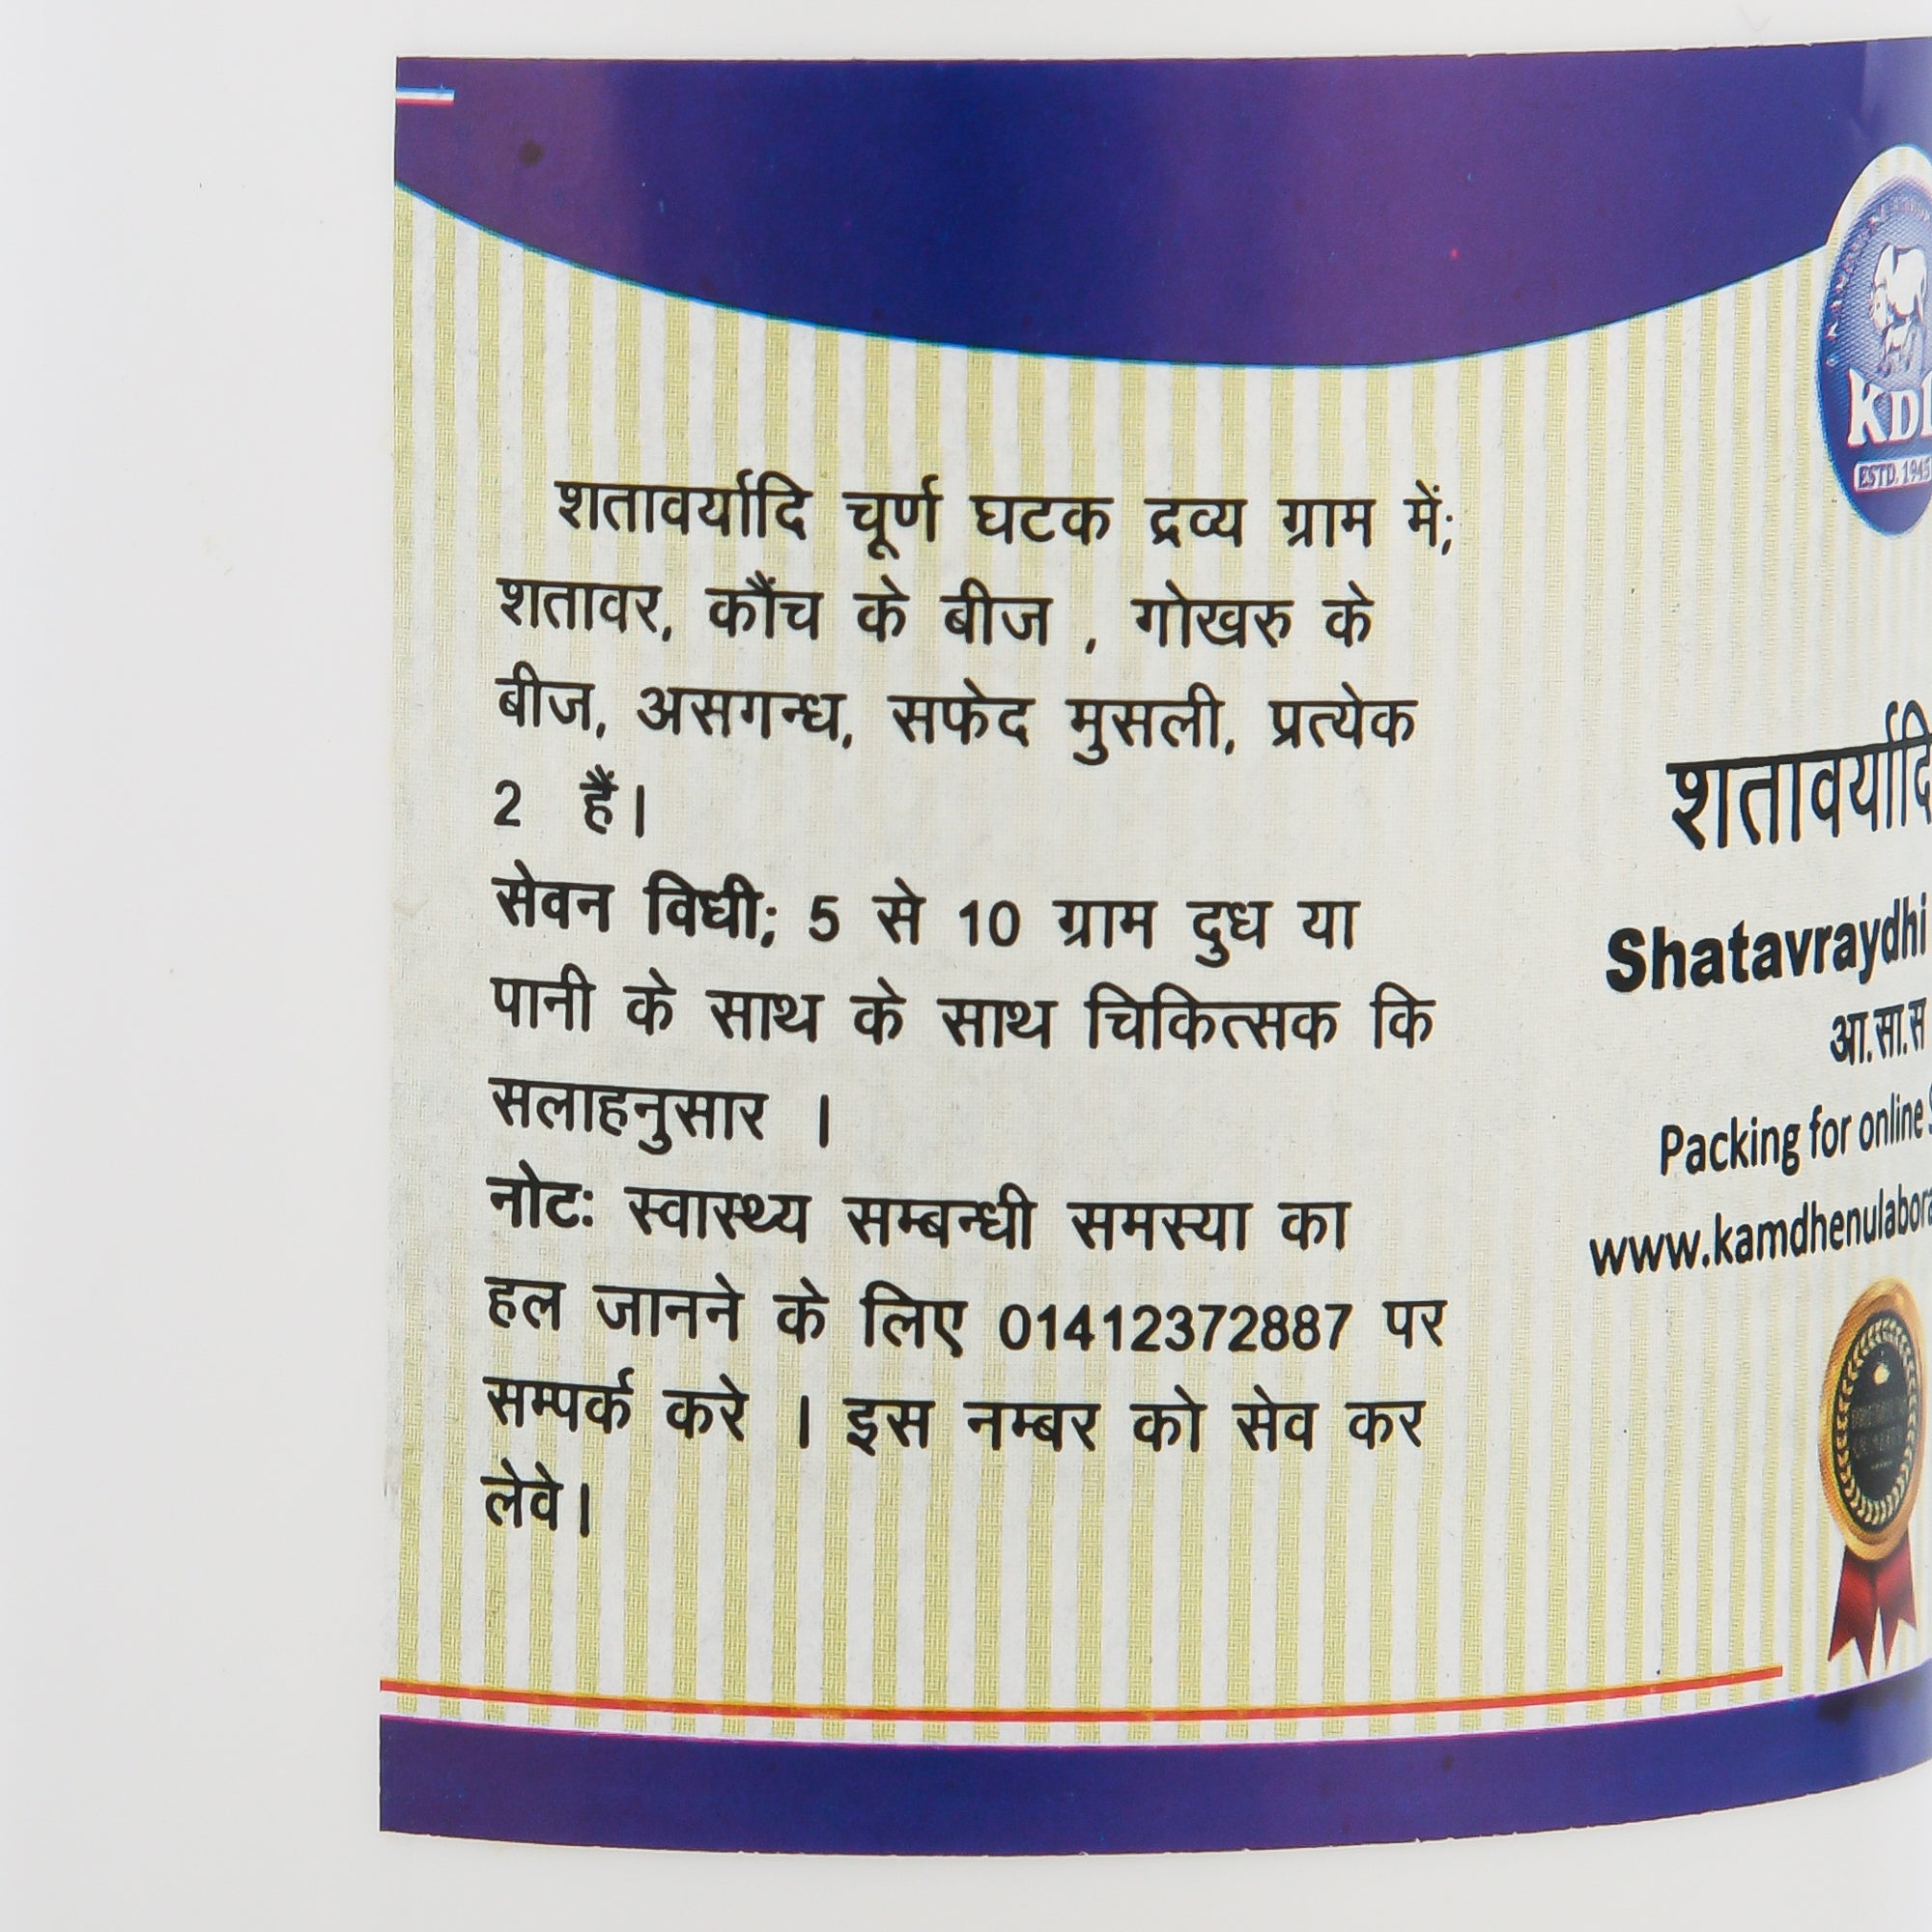 शतावर्यादि चूर्ण घटक द्रव्य ग्राम में;
शतावर, कौंच के बीज , गोखरु के
बीज, असगन्ध, सफेद मुसली, प्रत्येक
2 हैं।
सेवन विधी; 5 से 10 ग्राम दुध या
पानी के साथ के साथ चिकित्सक कि
सलाहनुसार ।
नोटः स्वास्थ्य सम्बन्धी समस्या का
हल जानने के लिए 01412372887 पर
सम्पर्क करे । इस नम्बर को सेव कर
लेवे।
ESTD. 1945
शतावर्यादि
Shatavraydhi
आ.सा.स
Packing for online
www.kamdhenulabora